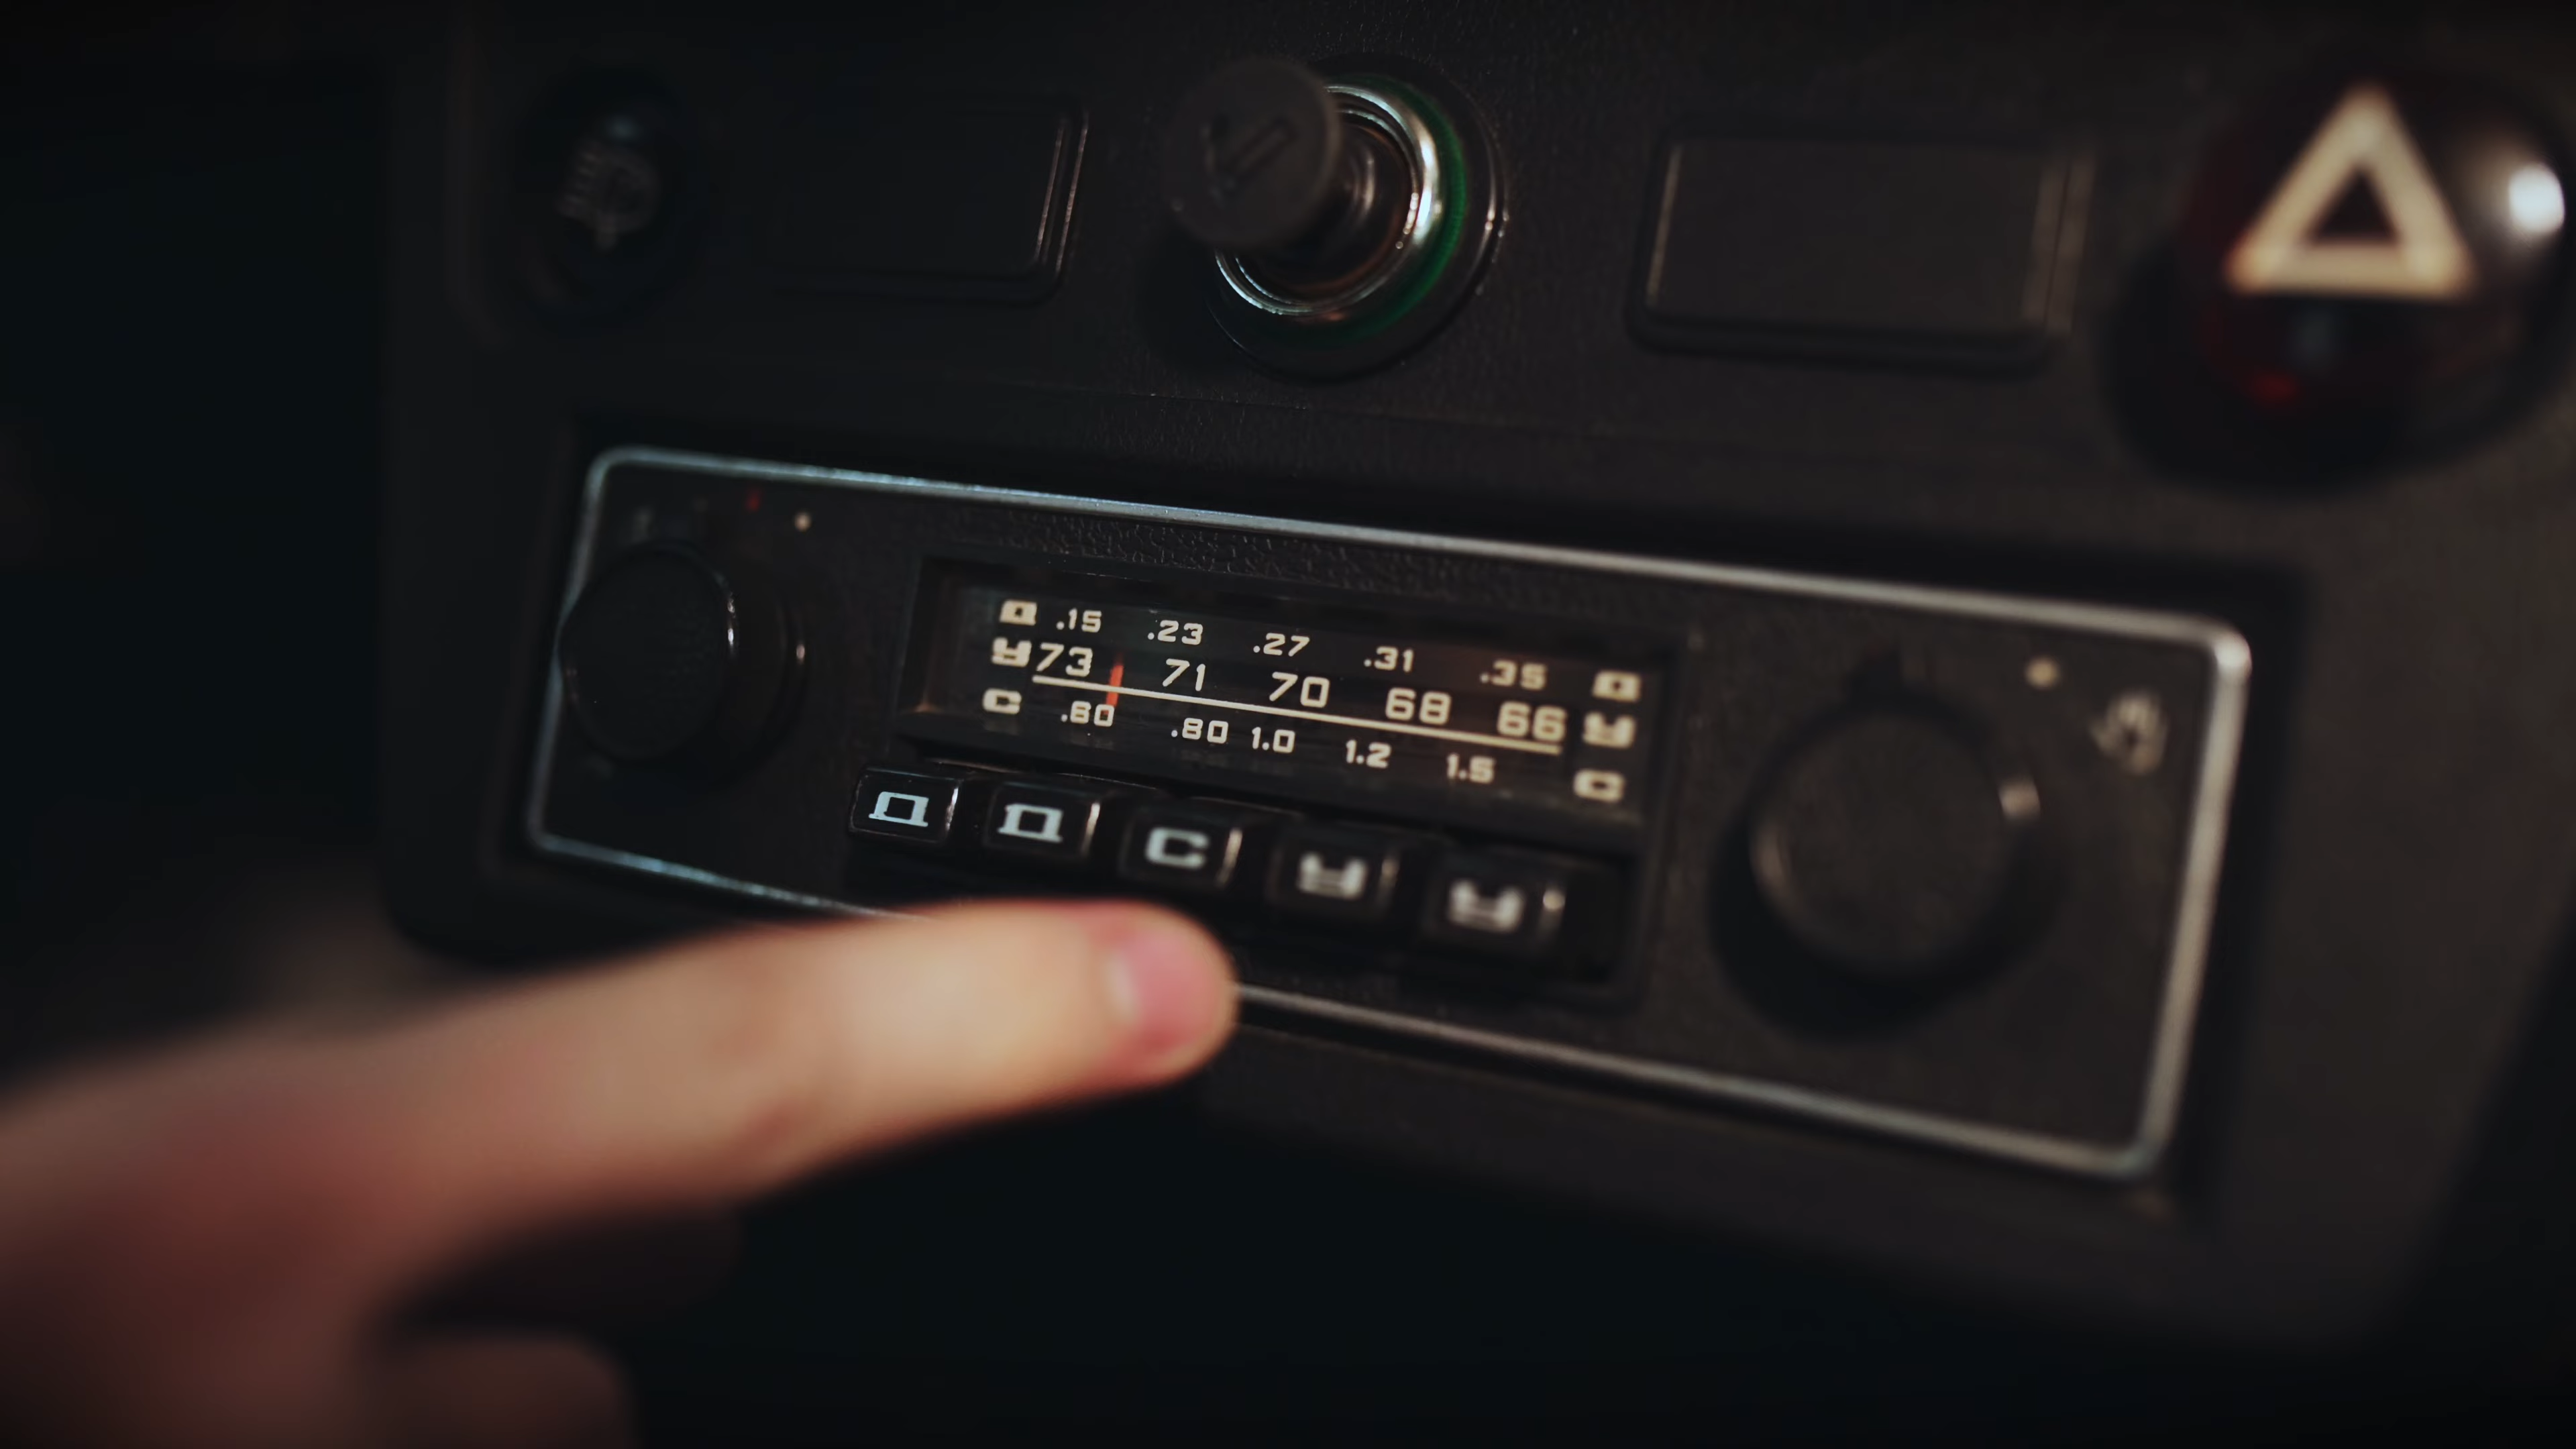 Д .15 .23 .27 .31 .35 Д
У 73 71 70 68 66 У
С .60 .80 1.0 1.2 1.5 С
Д Д С У У